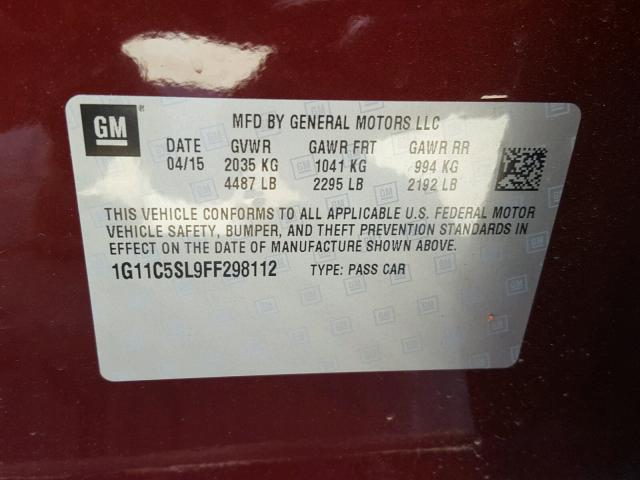 GM ® MFD BY GENERAL MOTORS LLC
DATE GVWR GAWR FRT GAWR RR
04/15 2035 KG 1041 KG 994 KG
4487 LB 2295 LB 2192 LB
THIS VEHICLE CONFORMS TO ALL APPLICABLE U.S. FEDERAL MOTOR
VEHICLE SAFETY, BUMPER, AND THEFT PREVENTION STANDARDS IN
EFFECT ON THE DATE OF MANUFACTURE SHOWN ABOVE.
1G11C5SL9FF298112 TYPE: PASS CAR